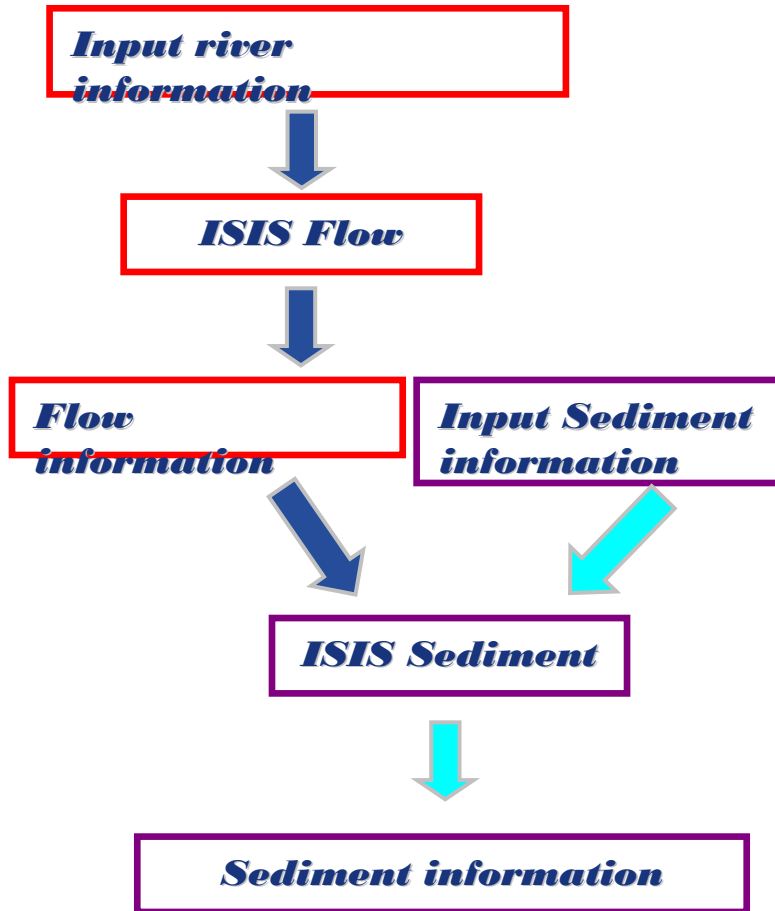 Input river
information
ISIS Flow
Flow
information
Input Sediment
information
ISIS Sediment
Sediment information